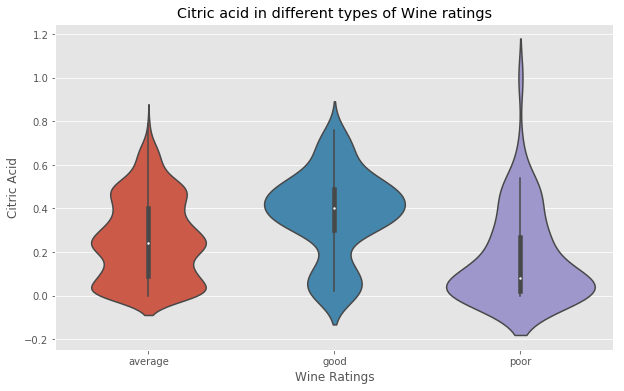 Citric acid in different types of Wine ratings
1.2
1.0
0.8
0.6
0.4
0.2
0.0
−0.2
Citric Acid
average
good
poor
Wine Ratings